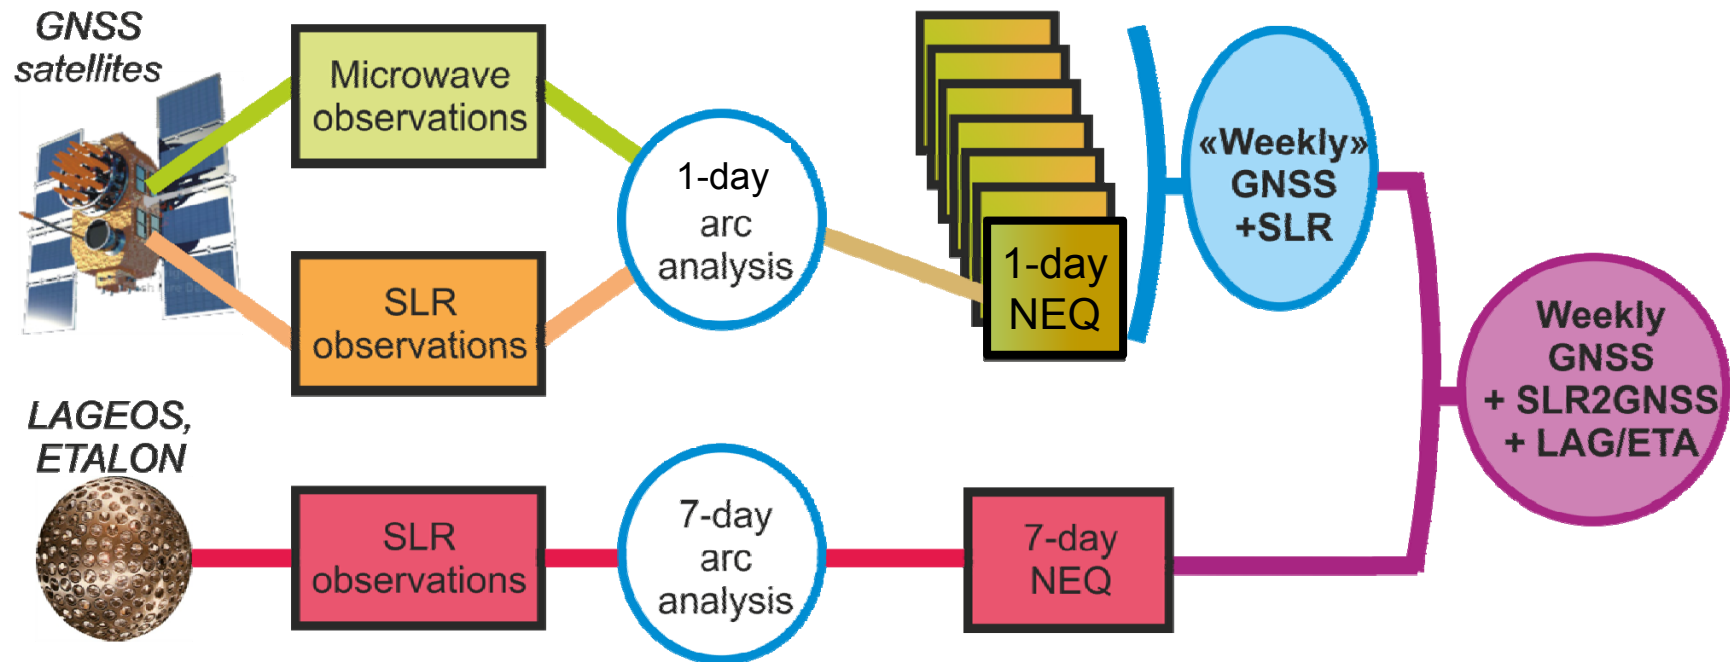 GNSS
satellites
Microwave
observations
SLR
observations
1-day
arc
analysis
1-day
NEQ
«Weekly»
GNSS
+SLR
Weekly
GNSS
+ SLR2GNSS
+ LAG/ETA
LAGEOS,
ETALON
SLR
observations
7-day
arc
analysis
7-day
NEQ